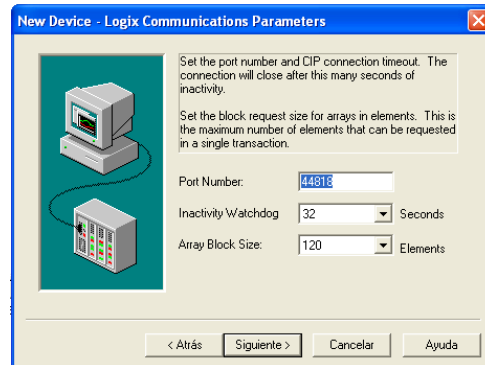 New Device - Logix Communications Parameters
Set the port number and CIP connection timeout. The
connection will close after this many seconds of
inactivity.
Set the block request size for arrays in elements. This is
the maximum number of elements that can be requested
in a single transaction.
Port Number: 44818
Inactivity Watchdog 32 Seconds
Array Block Size: 120 Elements
< Atrás Siguiente > Cancelar Ayuda